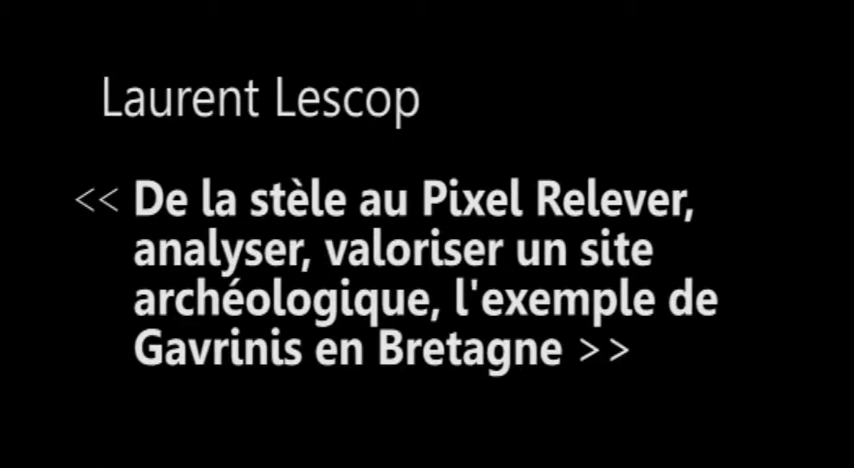 Laurent Lescop
<< De la stèle au Pixel Relever,
analyser, valoriser un site
archéologique, l'exemple de
Gavrinis en Bretagne >>